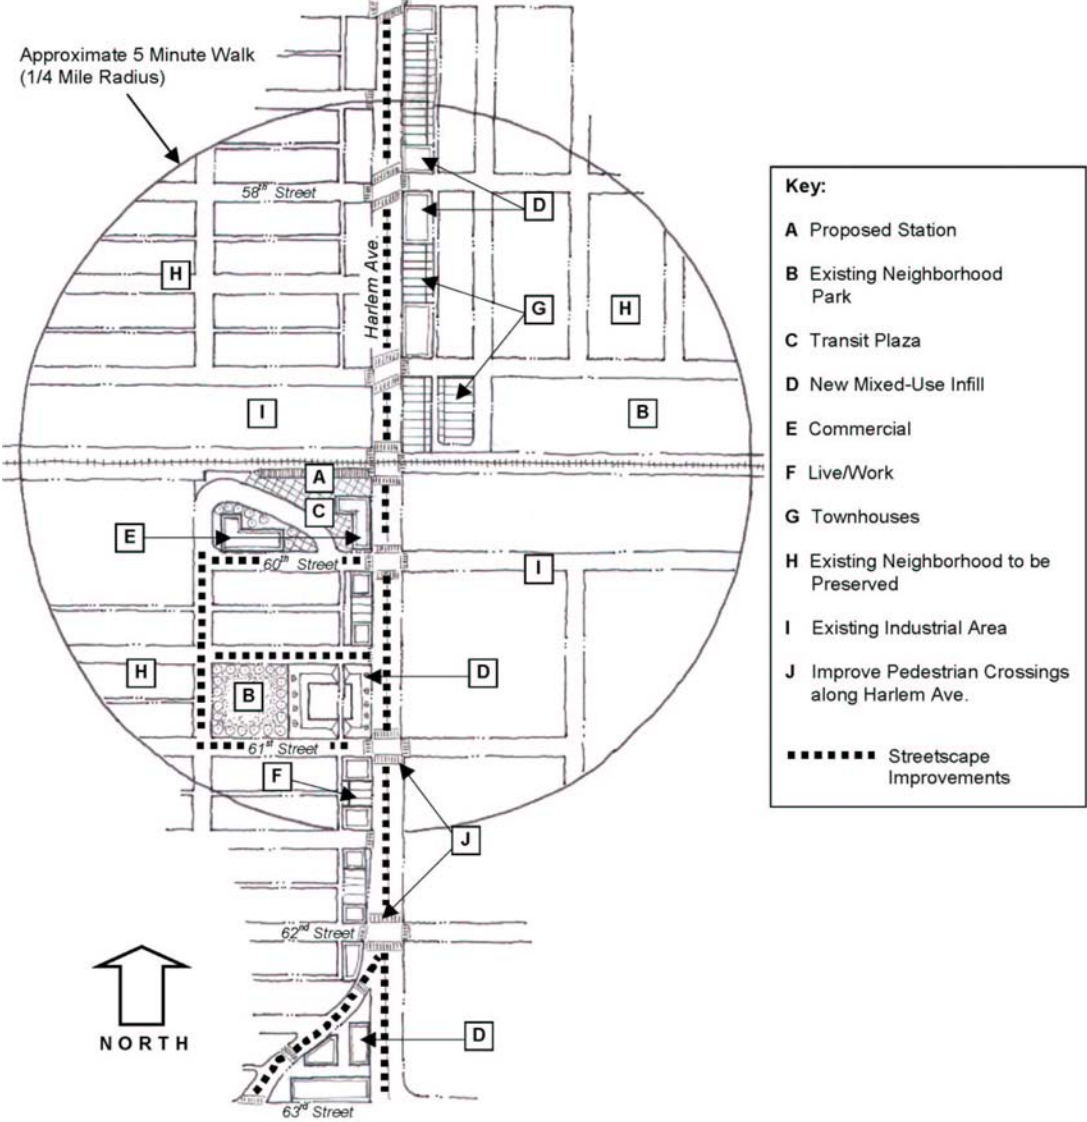 Approximate 5 Minute Walk
(1/4 Mile Radius)
58th Street
D
Harlem Ave.
H
G
H
I
B
A
C
E
60th Street
I
H
B
D
61st Street
F
J
62nd Street
NORTH
D
63rd Street
Key:
A Proposed Station
B Existing Neighborhood
Park
C Transit Plaza
D New Mixed-Use Infill
E Commercial
F Live/Work
G Townhouses
H Existing Neighborhood to be
Preserved
I Existing Industrial Area
J Improve Pedestrian Crossings
along Harlem Ave.
Streetscape
Improvements